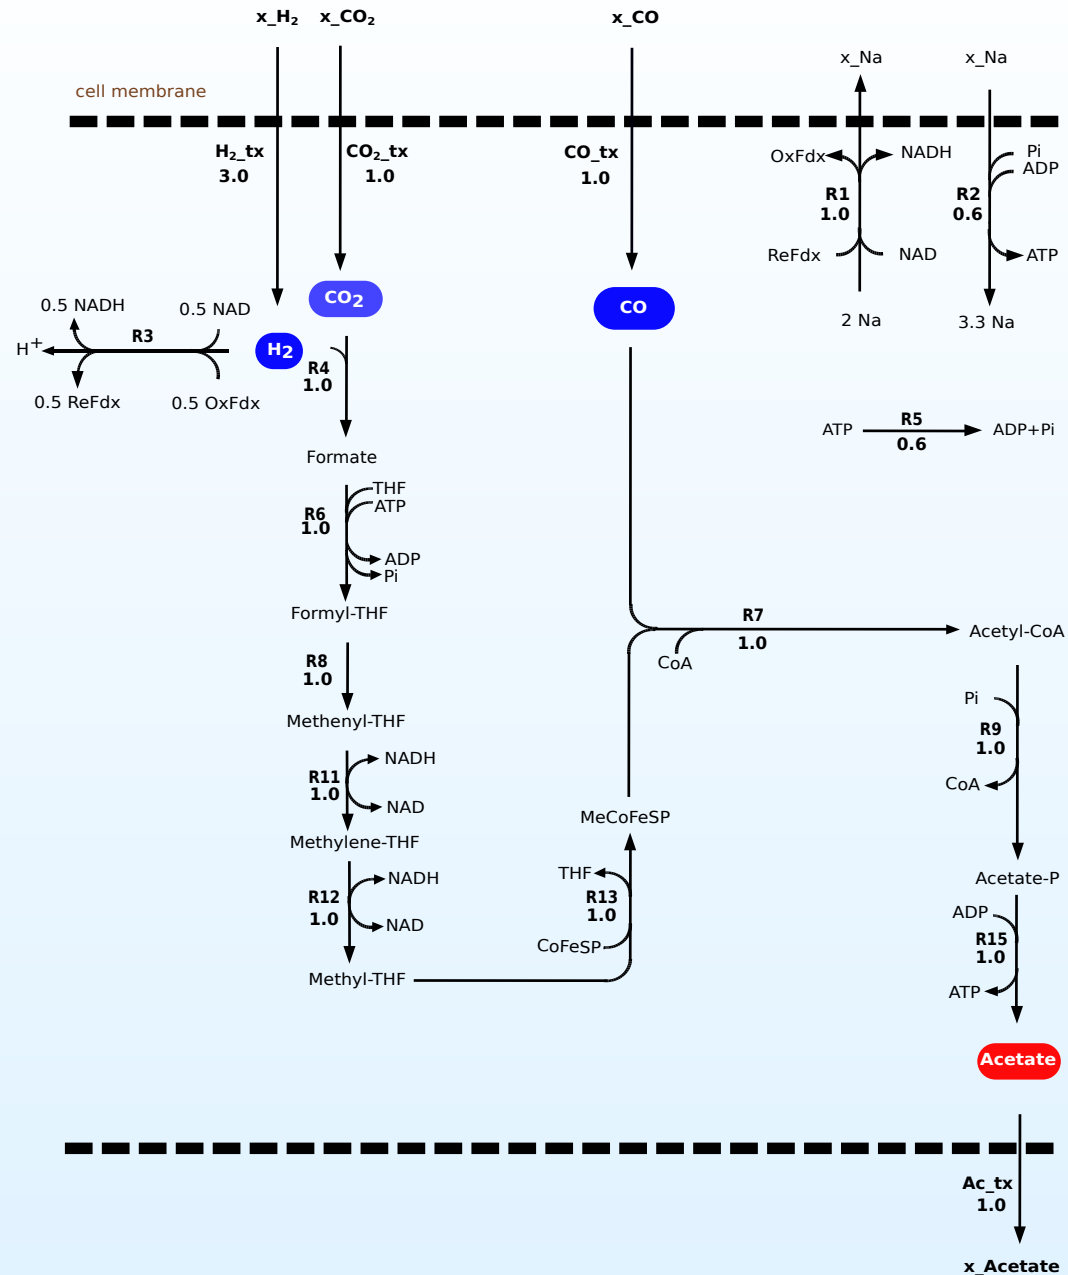 x_H₂
x_CO₂
x_CO
x_Na
x_Na
cell membrane
H₂_tx
3.0
CO₂_tx
1.0
CO_tx
1.0
OxFdx
NADH
R1
1.0
ReFdx
NAD
2 Na
Pi
ADP
R2
0.6
ATP
3.3 Na
CO₂
CO
0.5 NADH
0.5 NAD
R3
H⁺
H₂
0.5 ReFdx
0.5 OxFdx
R4
1.0
ATP
R5
0.6
ADP+Pi
Formate
THF
ATP
R6
1.0
ADP
Pi
Formyl-THF
R8
1.0
R7
1.0
CoA
Acetyl-CoA
Methenyl-THF
Pi
R9
1.0
CoA
NADH
R11
1.0
NAD
Methylene-THF
MeCoFeSP
NADH
R12
1.0
NAD
THF
R13
1.0
CoFeSP
Acetate-P
ADP
R15
1.0
ATP
Methyl-THF
Acetate
Ac_tx
1.0
x_Acetate